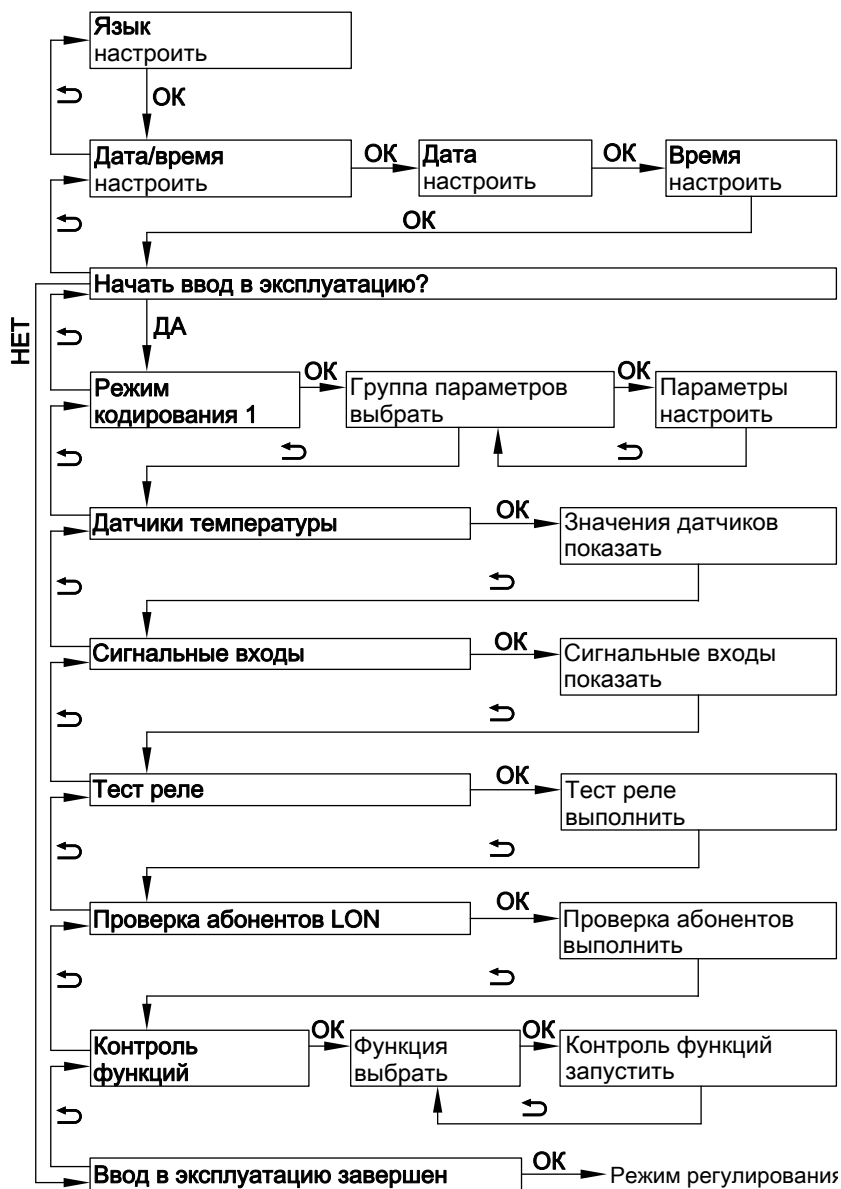 Язык
настроить
ОК
Дата/время
настроить
ОК
Дата
настроить
ОК
Время
настроить
ОК
Начать ввод в эксплуатацию?
НЕТ
ДА
Режим
кодирования 1
ОК
Группа параметров
выбрать
ОК
Параметры
настроить
Датчики температуры
ОК
Значения датчиков
показать
Сигнальные входы
ОК
Сигнальные входы
показать
Тест реле
ОК
Тест реле
выполнить
Проверка абонентов LON
ОК
Проверка абонентов
выполнить
Контроль
функций
ОК
Функция
выбрать
ОК
Контроль функций
запустить
Ввод в эксплуатацию завершен
ОК
Режим регулирования